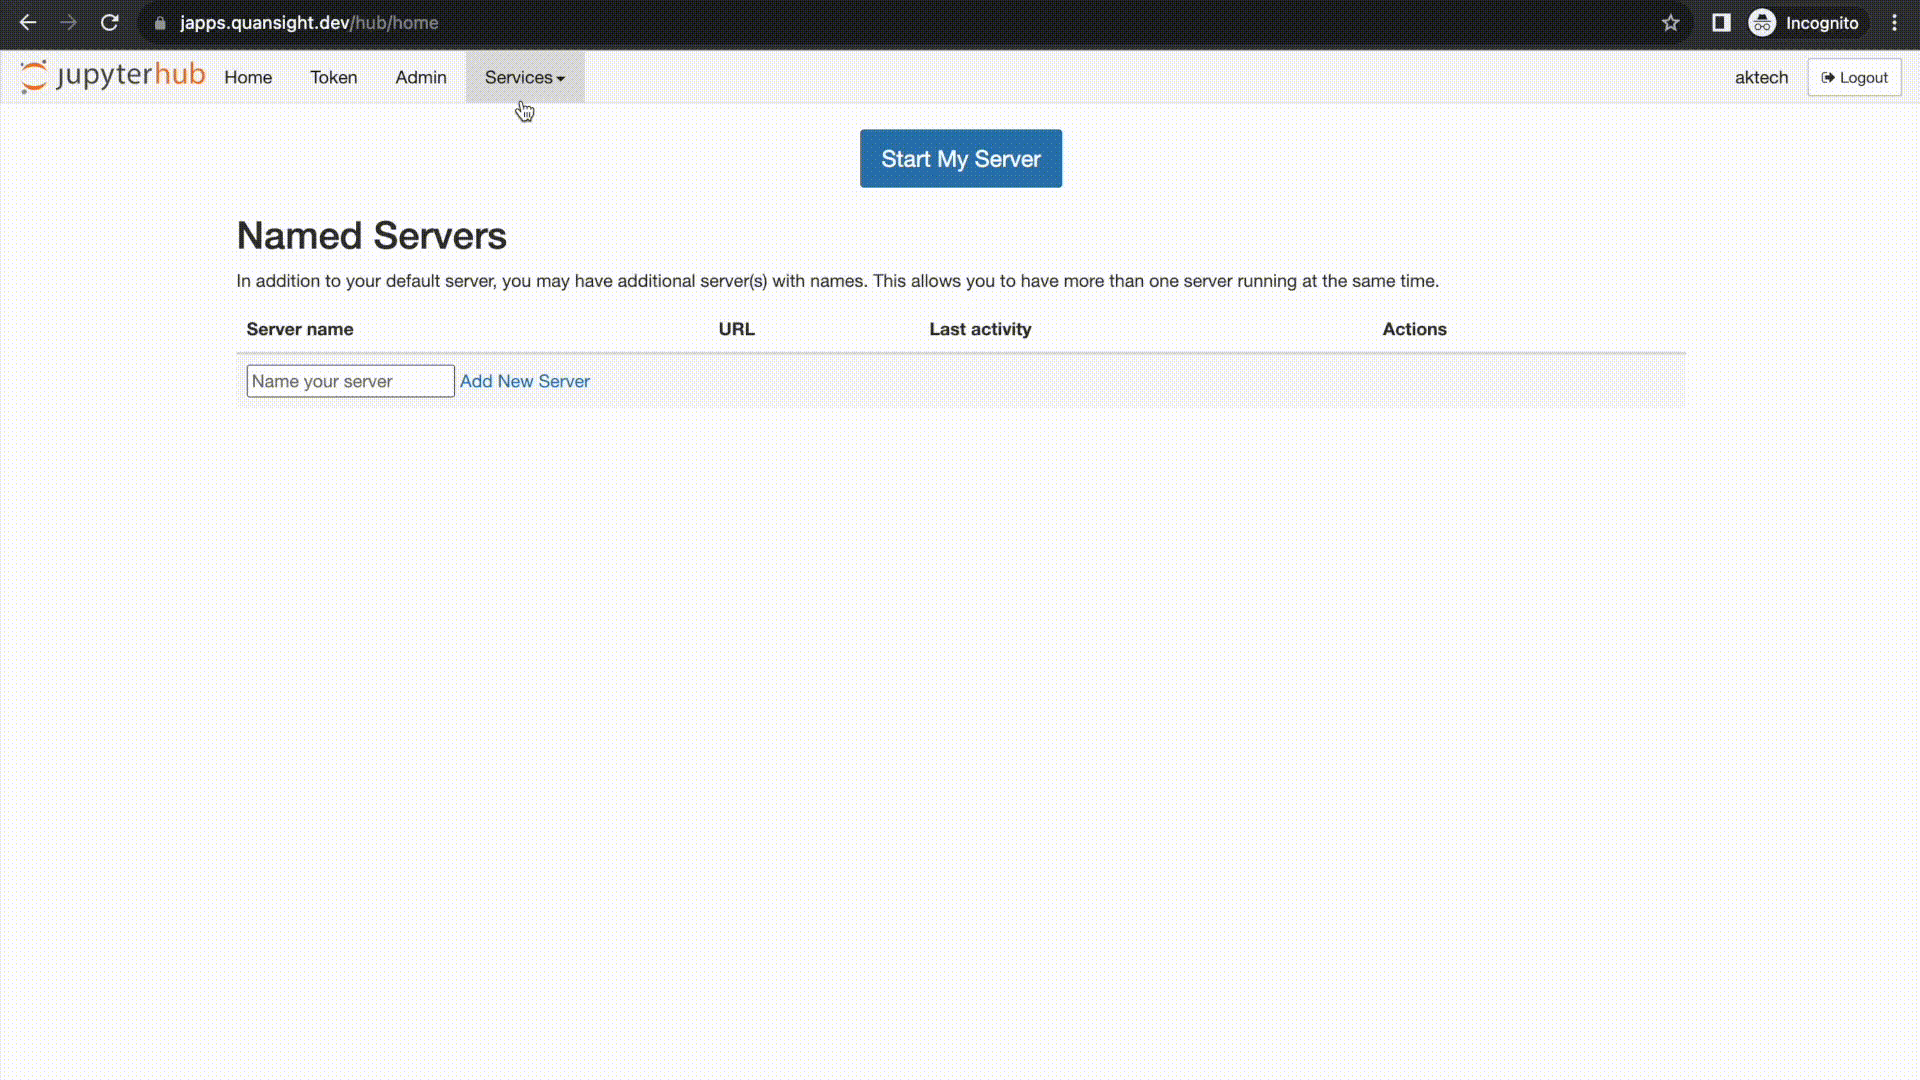 japps.quansight.dev/hub/home
Incognito
jupyterhub Home Token Admin Services aktech Logout
Start My Server
Named Servers
In addition to your default server, you may have additional server(s) with names. This allows you to have more than one server running at the same time.
Server name URL Last activity Actions
Name your server Add New Server